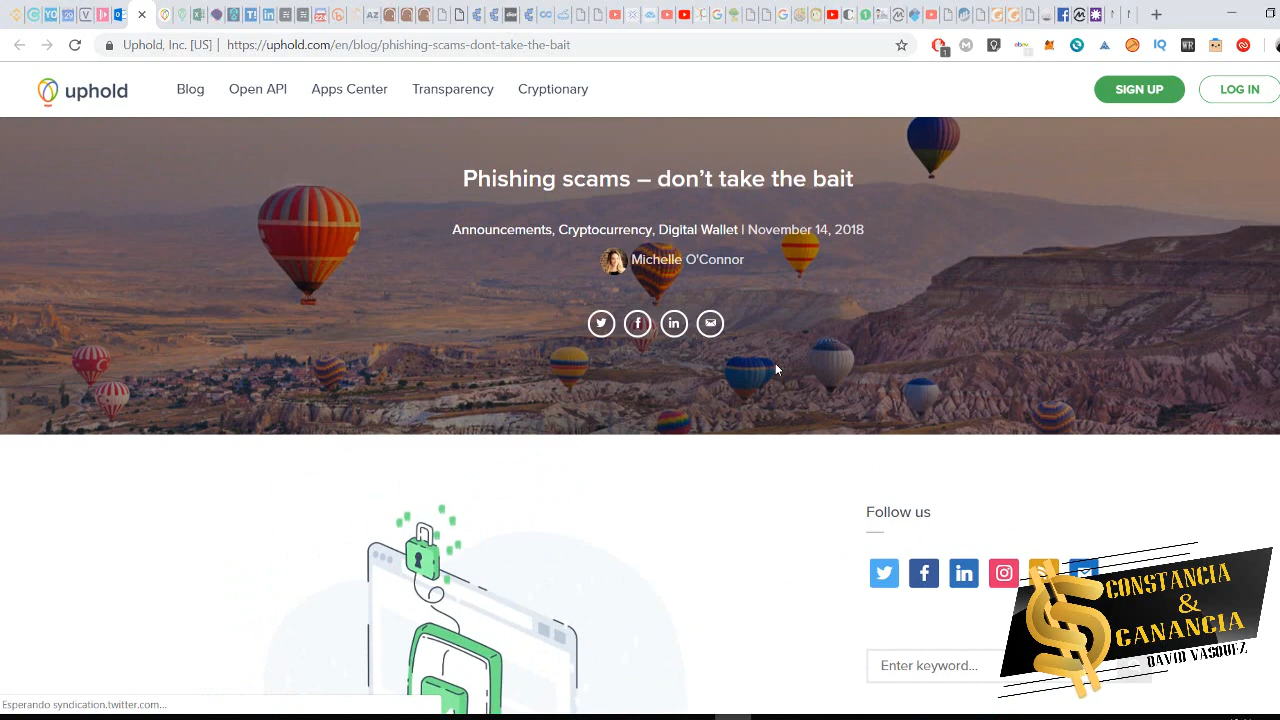 Uphold, Inc. [US] | https://uphold.com/en/blog/phishing-scams-dont-take-the-bait
uphold
Blog
Open API
Apps Center
Transparency
Cryptionary
SIGN UP
LOG IN
Phishing scams – don't take the bait
Announcements, Cryptocurrency, Digital Wallet | November 14, 2018
Michelle O'Connor
Follow us
CONSTANCIA
&
GANANCIA
DAVID VASQUEZ
Enter keyword...
Esperando syndication.twitter.com...